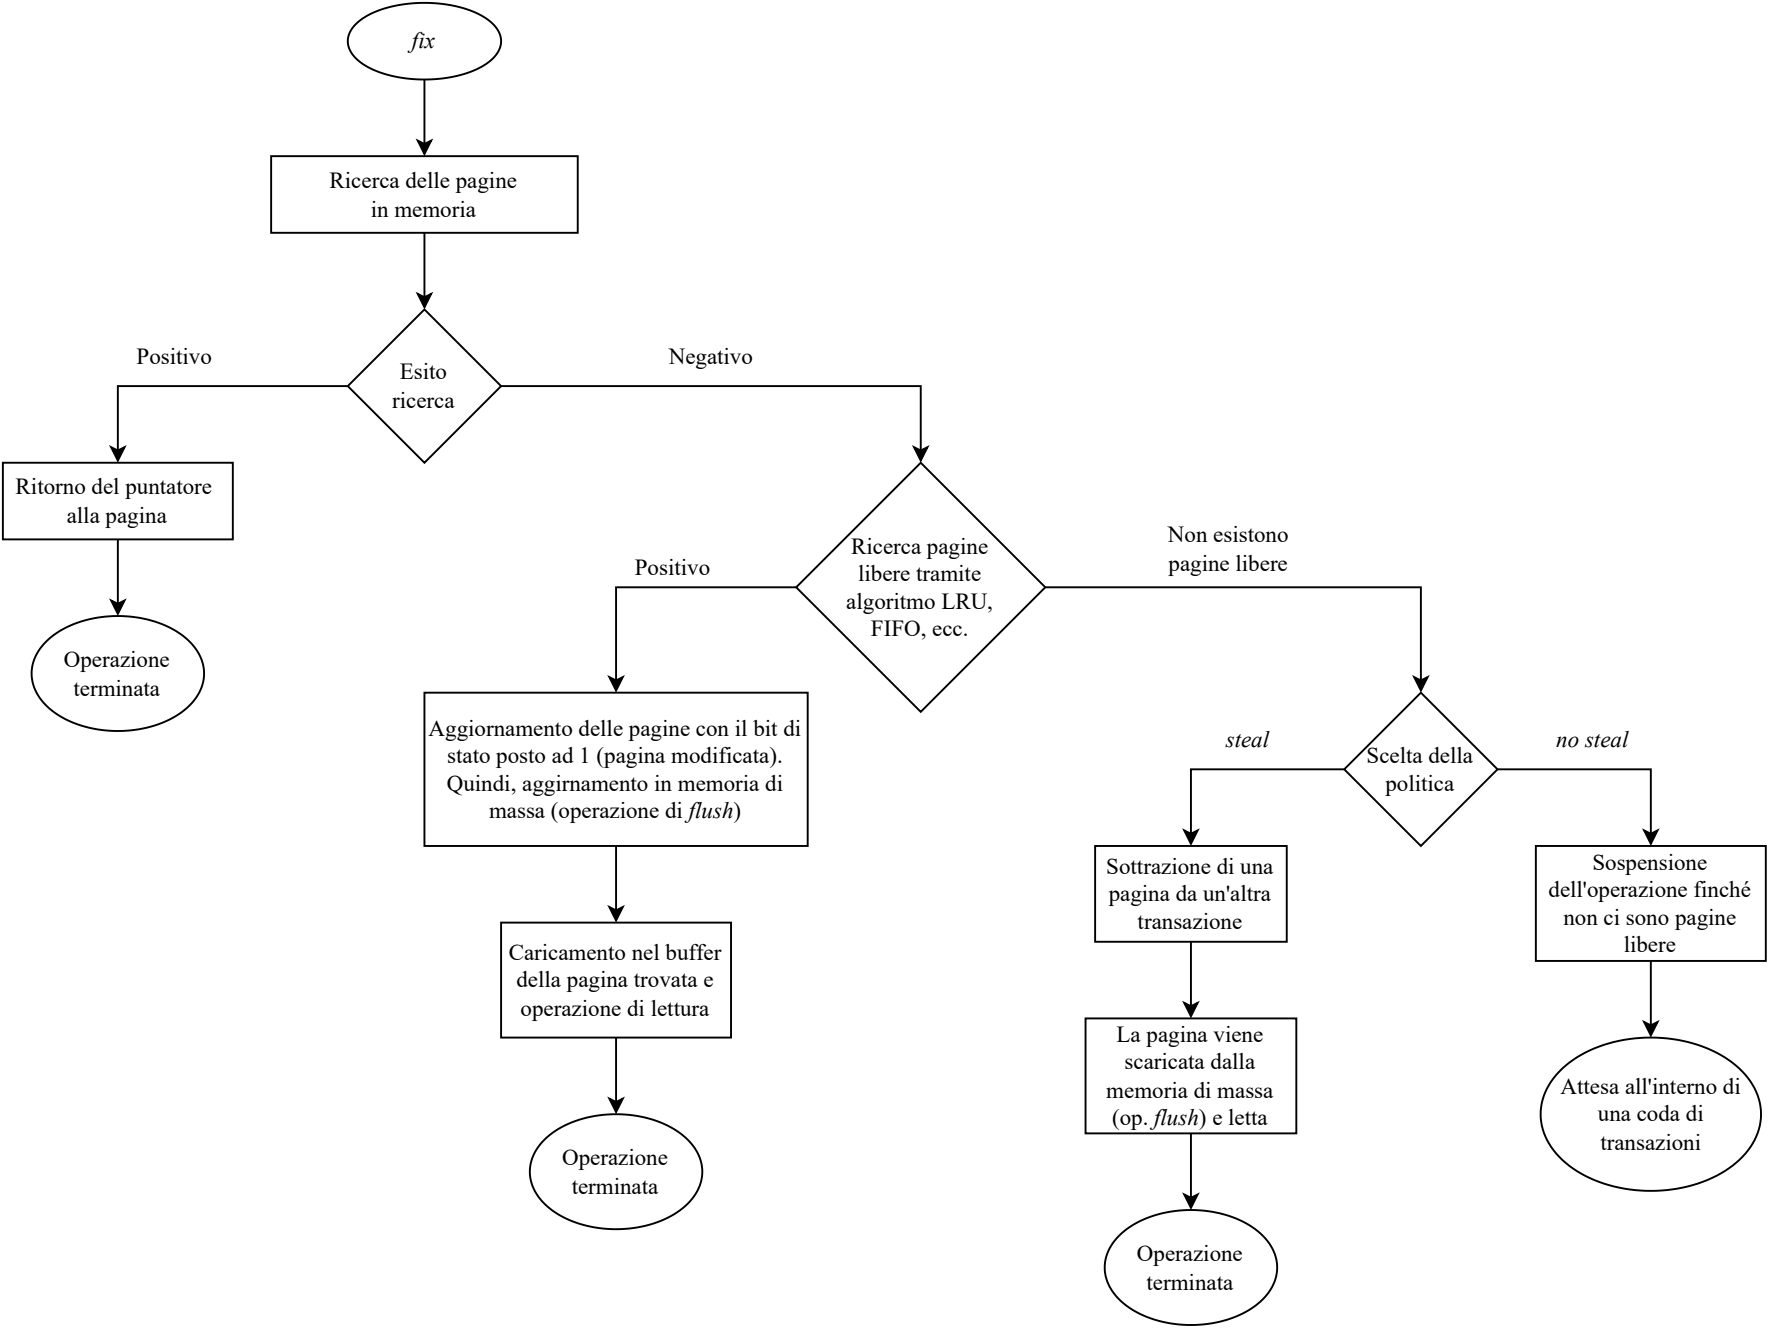 fix
Ricerca delle pagine
in memoria
Positivo
Negativo
Esito
ricerca
Ritorno del puntatore
alla pagina
Operazione
terminata
Ricerca pagine
libere tramite
algoritmo LRU,
FIFO, ecc.
Positivo
Non esistono
pagine libere
Aggiornamento delle pagine con il bit di
stato posto ad 1 (pagina modificata).
Quindi, aggirnamento in memoria di
massa (operazione di flush)
Caricamento nel buffer
della pagina trovata e
operazione di lettura
Operazione
terminata
Scelta della
politica
steal
no steal
Sottrazione di una
pagina da un'altra
transazione
La pagina viene
scaricata dalla
memoria di massa
(op. flush) e letta
Operazione
terminata
Sospensione
dell'operazione finché
non ci sono pagine
libere
Attesa all'interno di
una coda di
transazioni